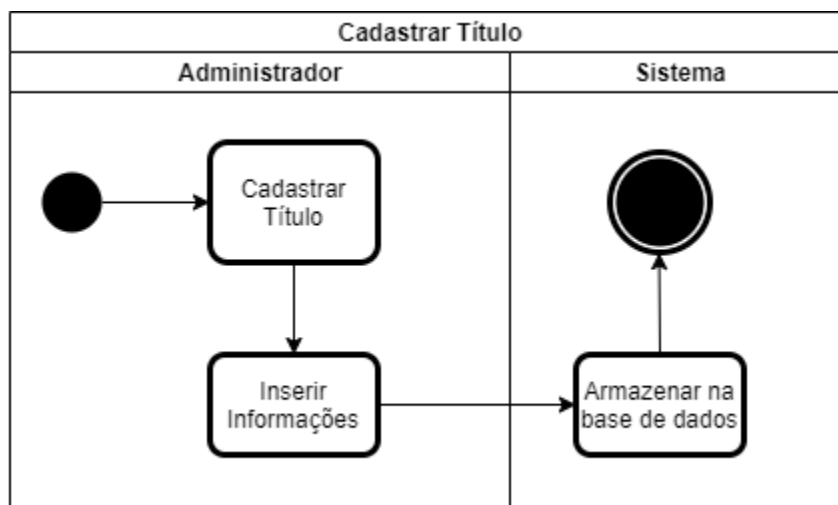 Cadastrar Título
Administrador
Sistema
Cadastrar
Título
Inserir
Informações
Armazenar na
base de dados